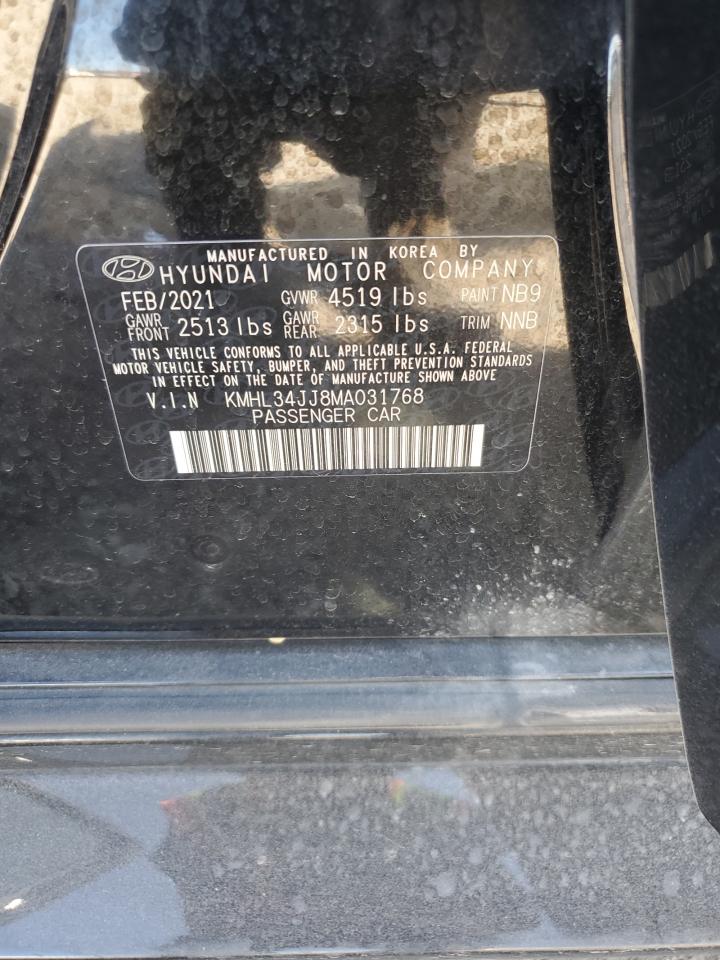 MANUFACTURED IN KOREA BY
HYUNDAI MOTOR COMPANY
FEB/2021 GVWR 4519 lbs PAINT NB9
GAWR FRONT 2513 lbs GAWR REAR 2315 lbs TRIM NNB
THIS VEHICLE CONFORMS TO ALL APPLICABLE U.S.A. FEDERAL
MOTOR VEHICLE SAFETY, BUMPER, AND THEFT PREVENTION STANDARDS
IN EFFECT ON THE DATE OF MANUFACTURE SHOWN ABOVE
V.I.N KMHL34JJ8MA031768
PASSENGER CAR